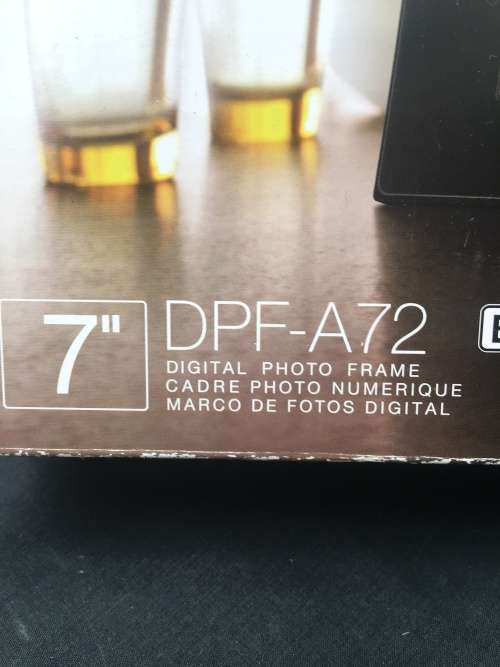 7"
DPF-A72
DIGITAL PHOTO FRAME
CADRE PHOTO NUMERIQUE
MARCO DE FOTOS DIGITAL